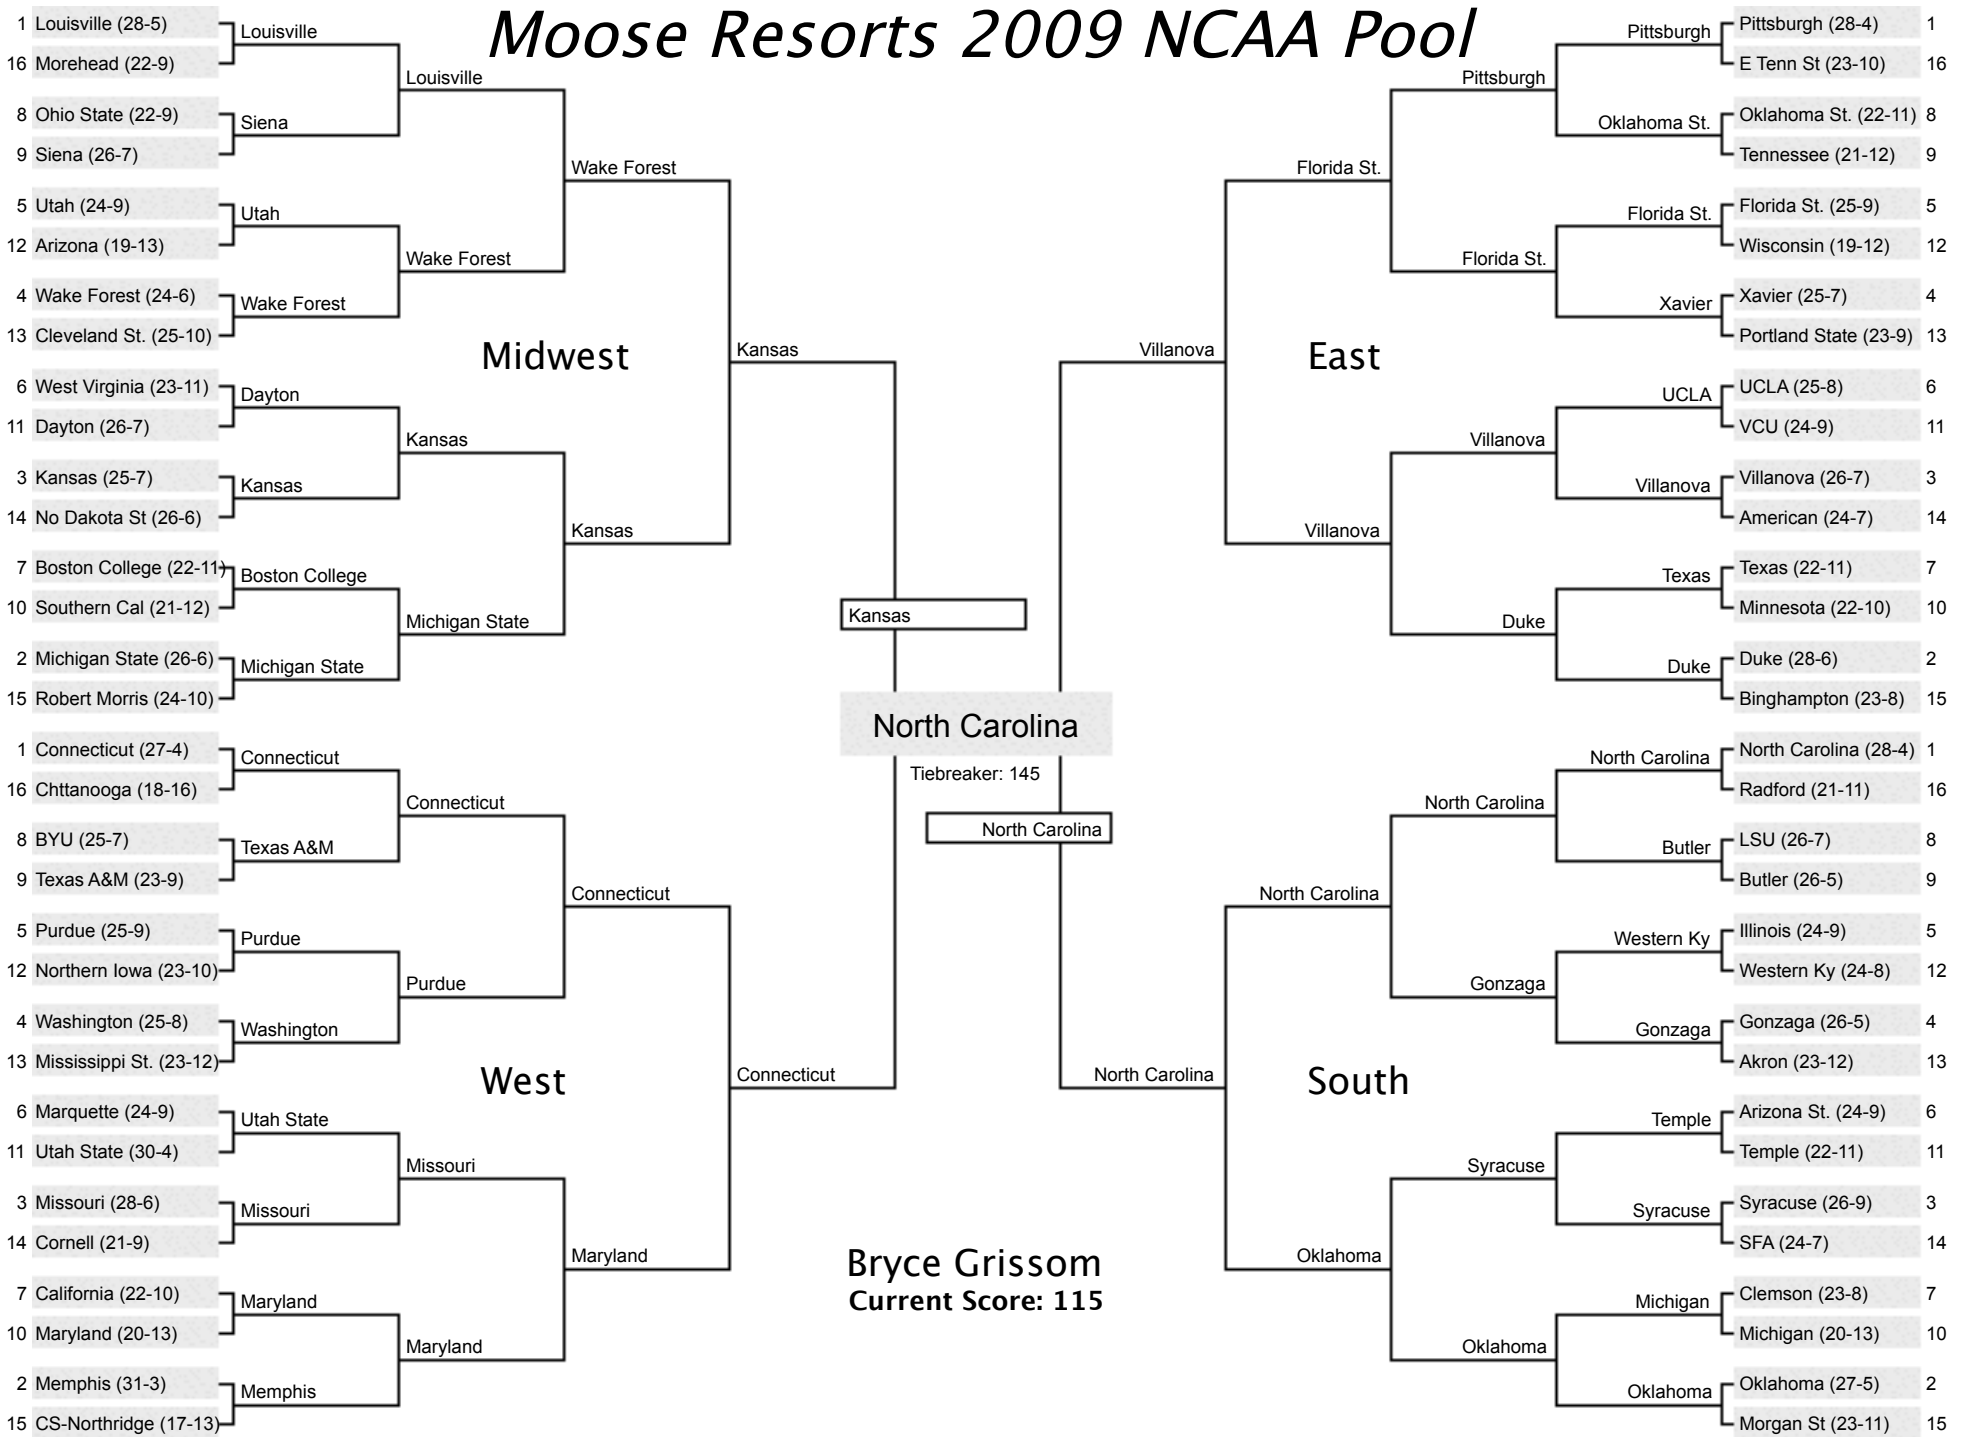 Moose Resorts 2009 NCAA Pool
1 Louisville (28-5)
16 Morehead (22-9)
8 Ohio State (22-9)
9 Siena (26-7)
5 Utah (24-9)
12 Arizona (19-13)
4 Wake Forest (24-6)
13 Cleveland St. (25-10)
6 West Virginia (23-11)
11 Dayton (26-7)
3 Kansas (25-7)
14 No Dakota St (26-6)
7 Boston College (22-11)
10 Southern Cal (21-12)
2 Michigan State (26-6)
15 Robert Morris (24-10)
Louisville
Siena
Utah
Wake Forest
Dayton
Kansas
Boston College
Michigan State
Louisville
Wake Forest
Kansas
Michigan State
Wake Forest
Kansas
Kansas
Midwest
1 Connecticut (27-4)
16 Chttanooga (18-16)
8 BYU (25-7)
9 Texas A&M (23-9)
5 Purdue (25-9)
12 Northern Iowa (23-10)
4 Washington (25-8)
13 Mississippi St. (23-12)
6 Marquette (24-9)
11 Utah State (30-4)
3 Missouri (28-6)
14 Cornell (21-9)
7 California (22-10)
10 Maryland (20-13)
2 Memphis (31-3)
15 CS-Northridge (17-13)
Connecticut
Texas A&M
Purdue
Washington
Utah State
Missouri
Maryland
Memphis
Connecticut
Purdue
Missouri
Maryland
Connecticut
Maryland
Connecticut
West
Kansas
North Carolina
Tiebreaker: 145
North Carolina
Bryce Grissom
Current Score: 115
Pittsburgh (28-4) 1
E Tenn St (23-10) 16
Oklahoma St. (22-11) 8
Tennessee (21-12) 9
Florida St. (25-9) 5
Wisconsin (19-12) 12
Xavier (25-7) 4
Portland State (23-9) 13
UCLA (25-8) 6
VCU (24-9) 11
Villanova (26-7) 3
American (24-7) 14
Texas (22-11) 7
Minnesota (22-10) 10
Duke (28-6) 2
Binghampton (23-8) 15
Pittsburgh
Oklahoma St.
Florida St.
Xavier
UCLA
Villanova
Texas
Duke
Pittsburgh
Florida St.
Villanova
Duke
Florida St.
Villanova
Villanova
East
North Carolina (28-4) 1
Radford (21-11) 16
LSU (26-7) 8
Butler (26-5) 9
Illinois (24-9) 5
Western Ky (24-8) 12
Gonzaga (26-5) 4
Akron (23-12) 13
Arizona St. (24-9) 6
Temple (22-11) 11
Syracuse (26-9) 3
SFA (24-7) 14
Clemson (23-8) 7
Michigan (20-13) 10
Oklahoma (27-5) 2
Morgan St (23-11) 15
North Carolina
Butler
Western Ky
Gonzaga
Temple
Syracuse
Michigan
Oklahoma
North Carolina
Gonzaga
Syracuse
Oklahoma
North Carolina
Oklahoma
North Carolina
South